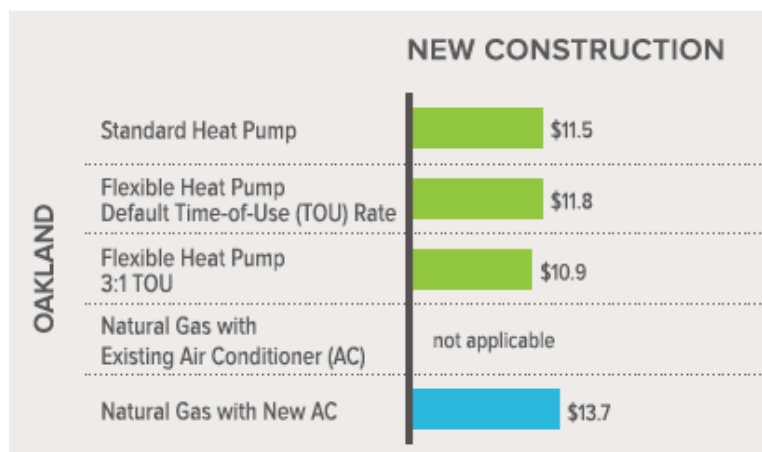 NEW CONSTRUCTION
OAKLAND
Standard Heat Pump
$11.5
Flexible Heat Pump
Default Time-of-Use (TOU) Rate
$11.8
Flexible Heat Pump
3:1 TOU
$10.9
Natural Gas with
Existing Air Conditioner (AC)
not applicable
Natural Gas with New AC
$13.7